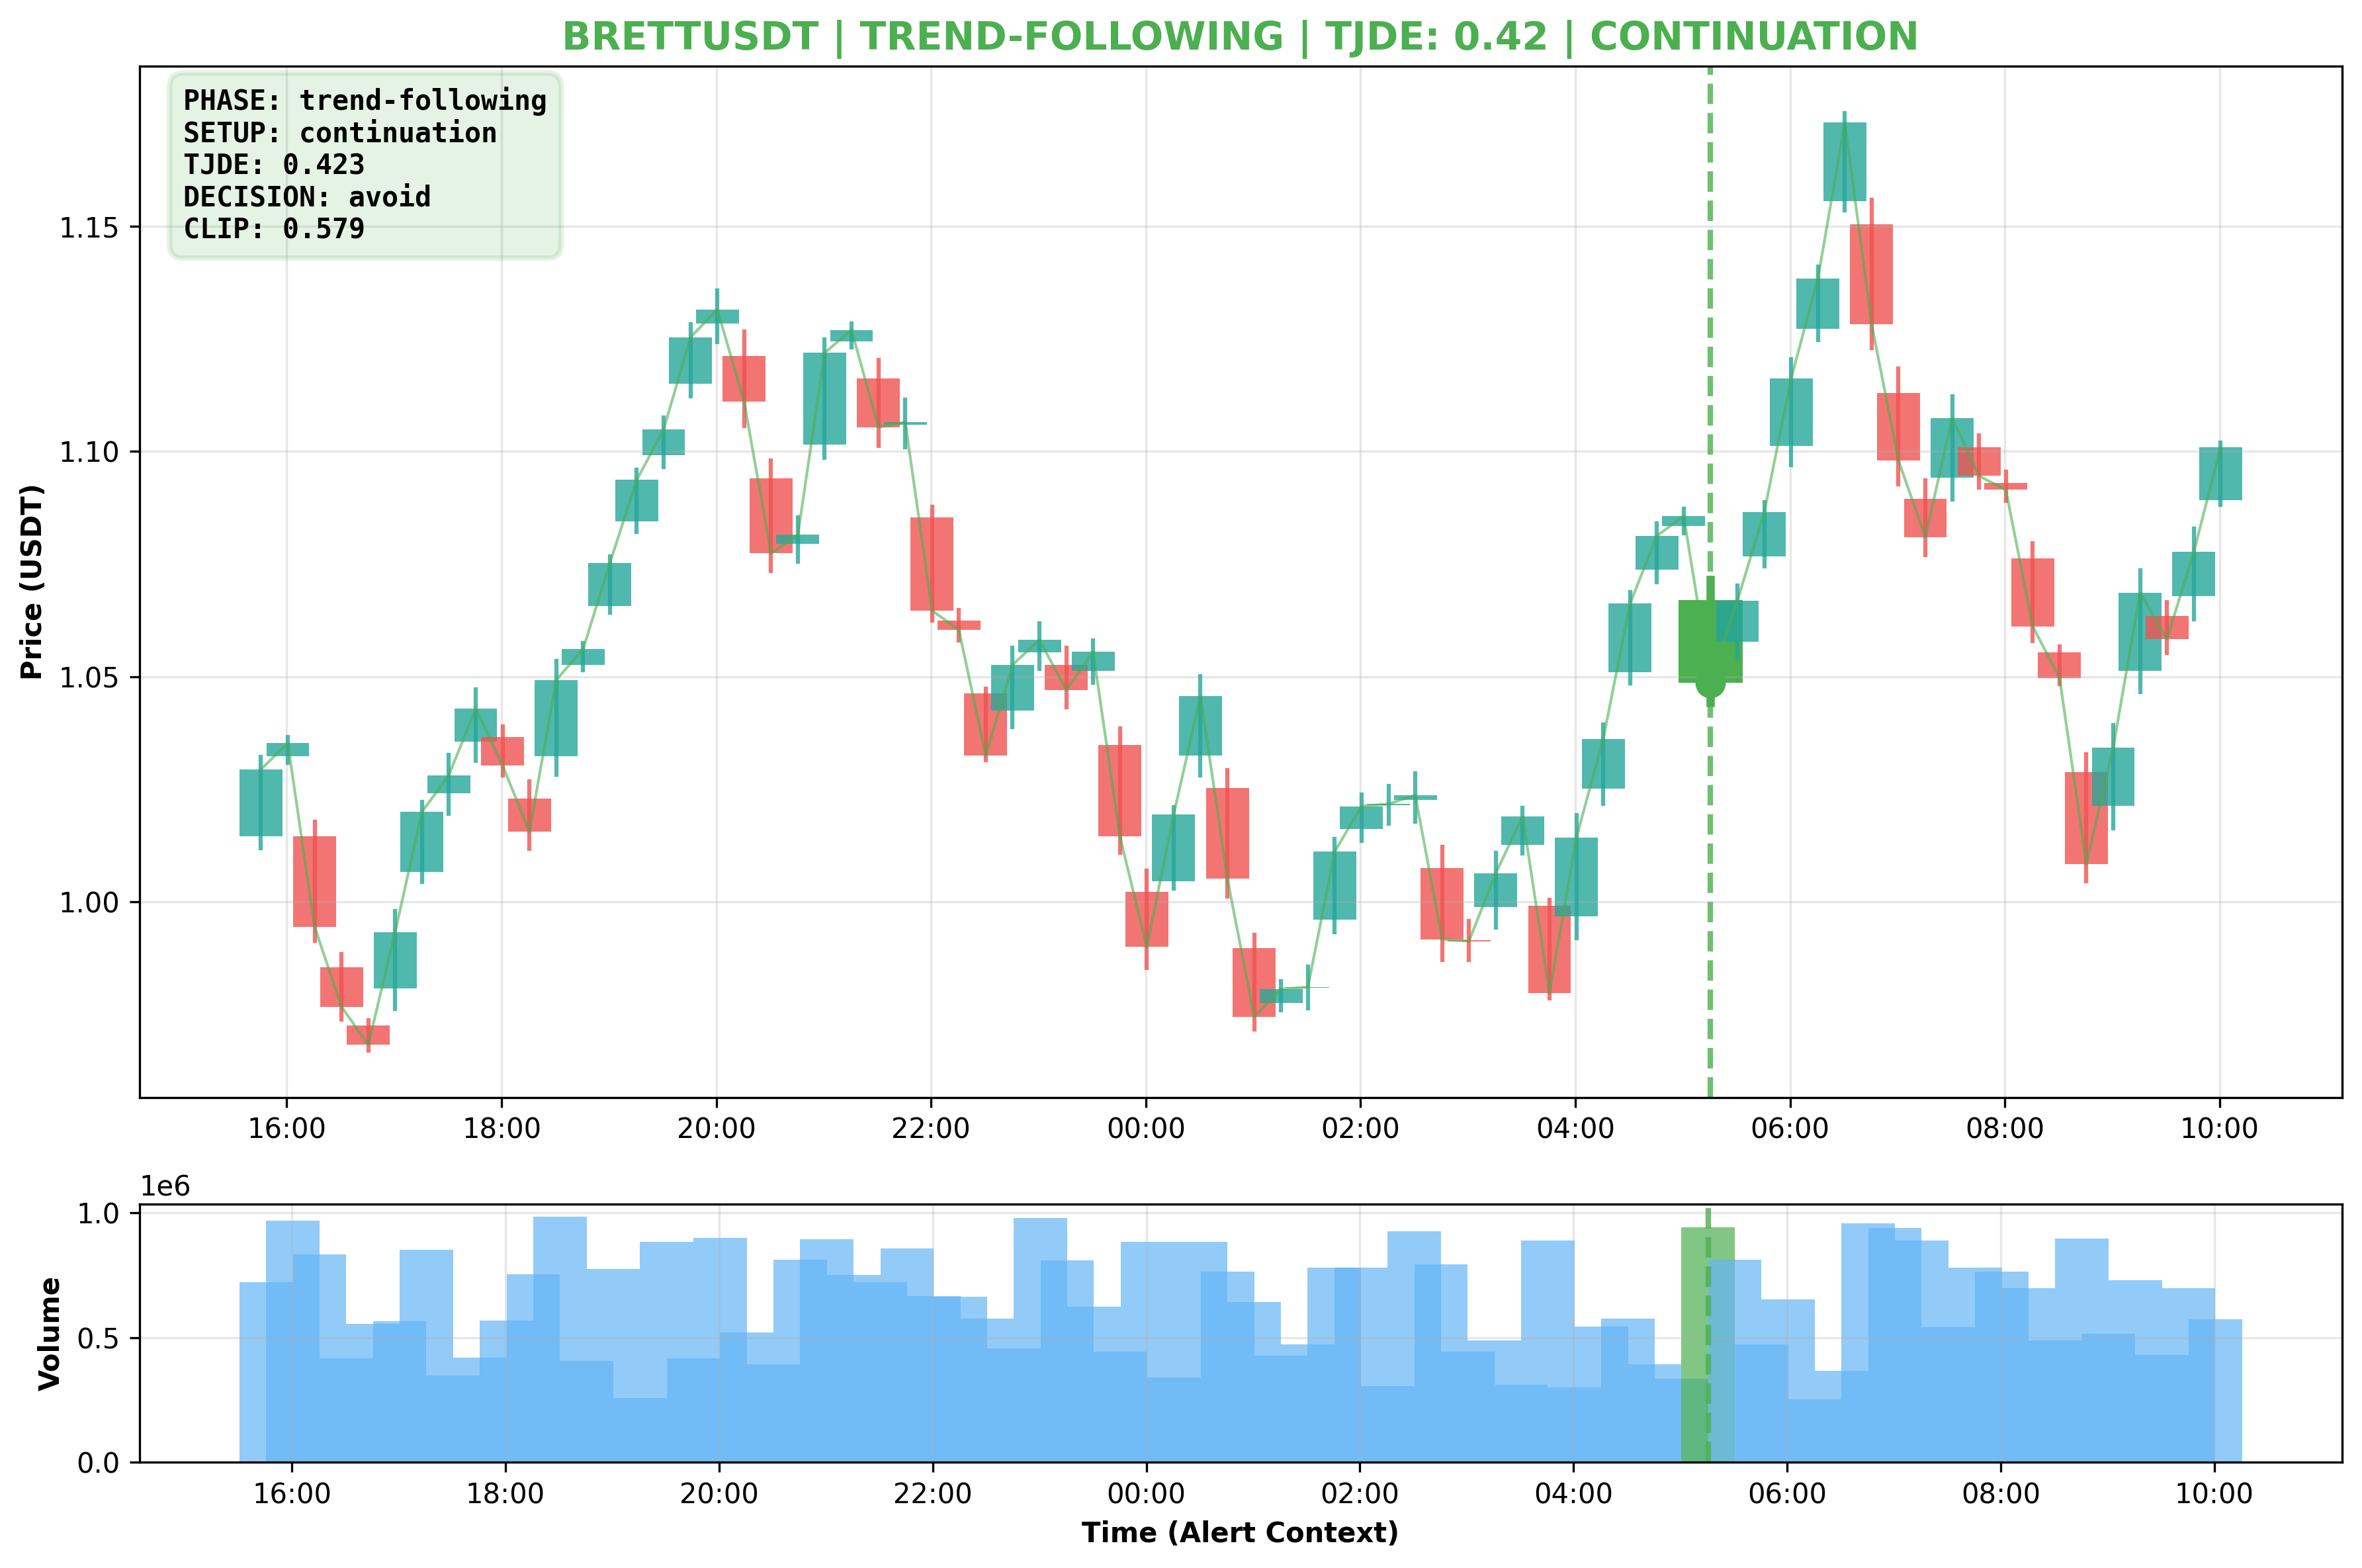 BRETTUSDT | TREND-FOLLOWING | TJDE: 0.42 | CONTINUATION
PHASE: trend-following
SETUP: continuation
TJDE: 0.423
DECISION: avoid
CLIP: 0.579
Price (USDT)
1.15
1.10
1.05
1.00
16:00 18:00 20:00 22:00 00:00 02:00 04:00 06:00 08:00 10:00
1e6
Volume
1.0
0.5
0.0
16:00 18:00 20:00 22:00 00:00 02:00 04:00 06:00 08:00 10:00
Time (Alert Context)